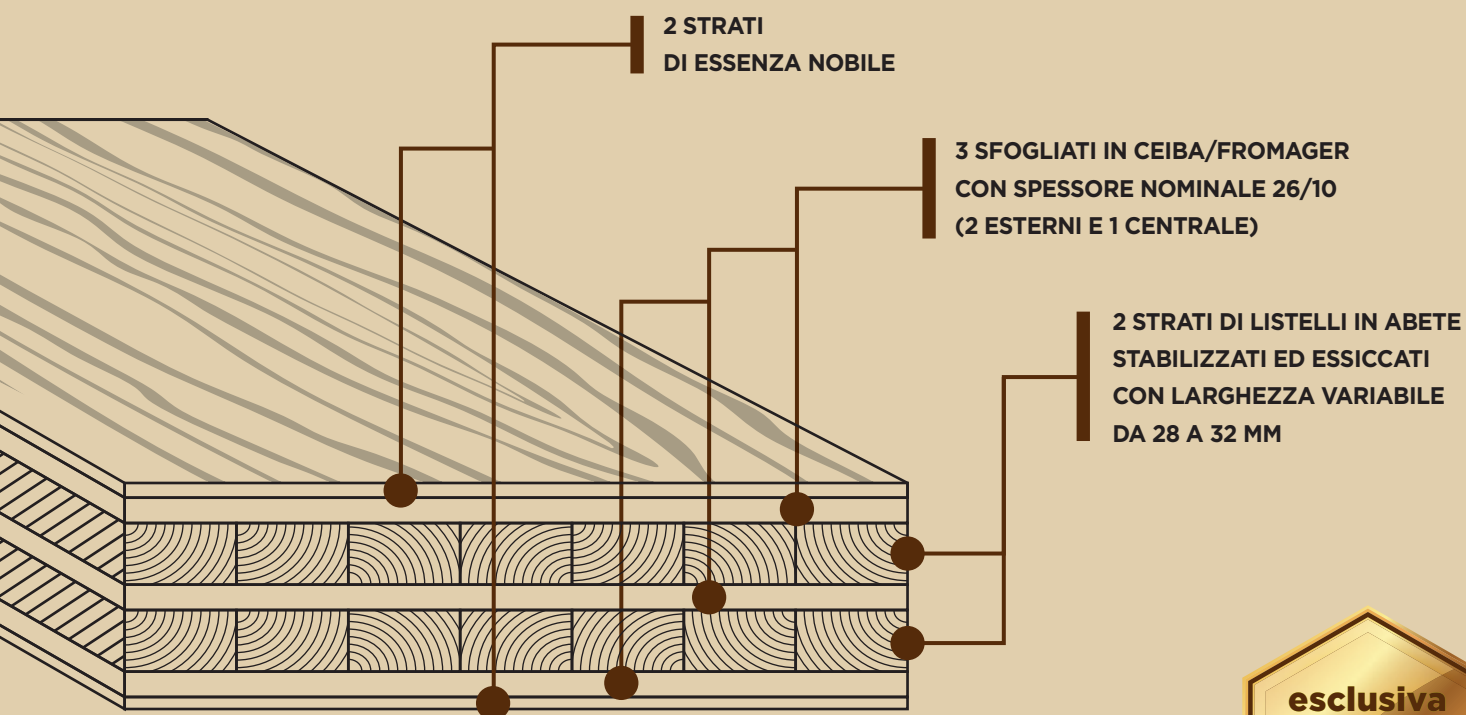 2 STRATI
DI ESSENZA NOBILE
3 SFOGLIATI IN CEIBA/FROMAGER
CON SPESSORE NOMINALE 26/10
(2 ESTERNI E 1 CENTRALE)
2 STRATI DI LISTELLI IN ABETE
STABILIZZATI ED ESSICCATI
CON LARGHEZZA VARIABILE
DA 28 A 32 MM
esclusiva